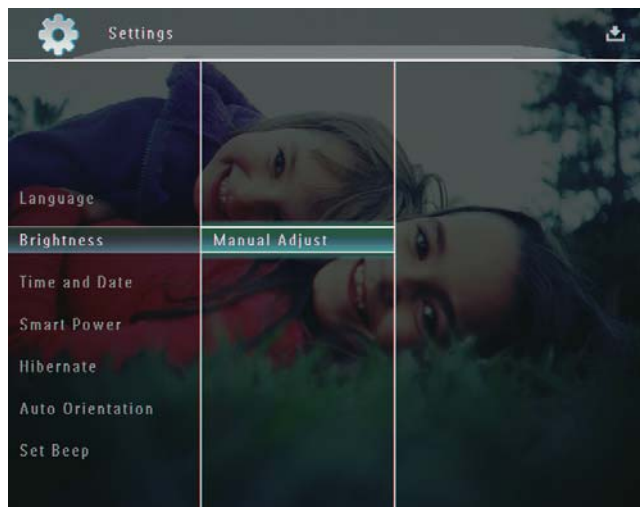 Settings
Language
Brightness
Manual Adjust
Time and Date
Smart Power
Hibernate
Auto Orientation
Set Beep